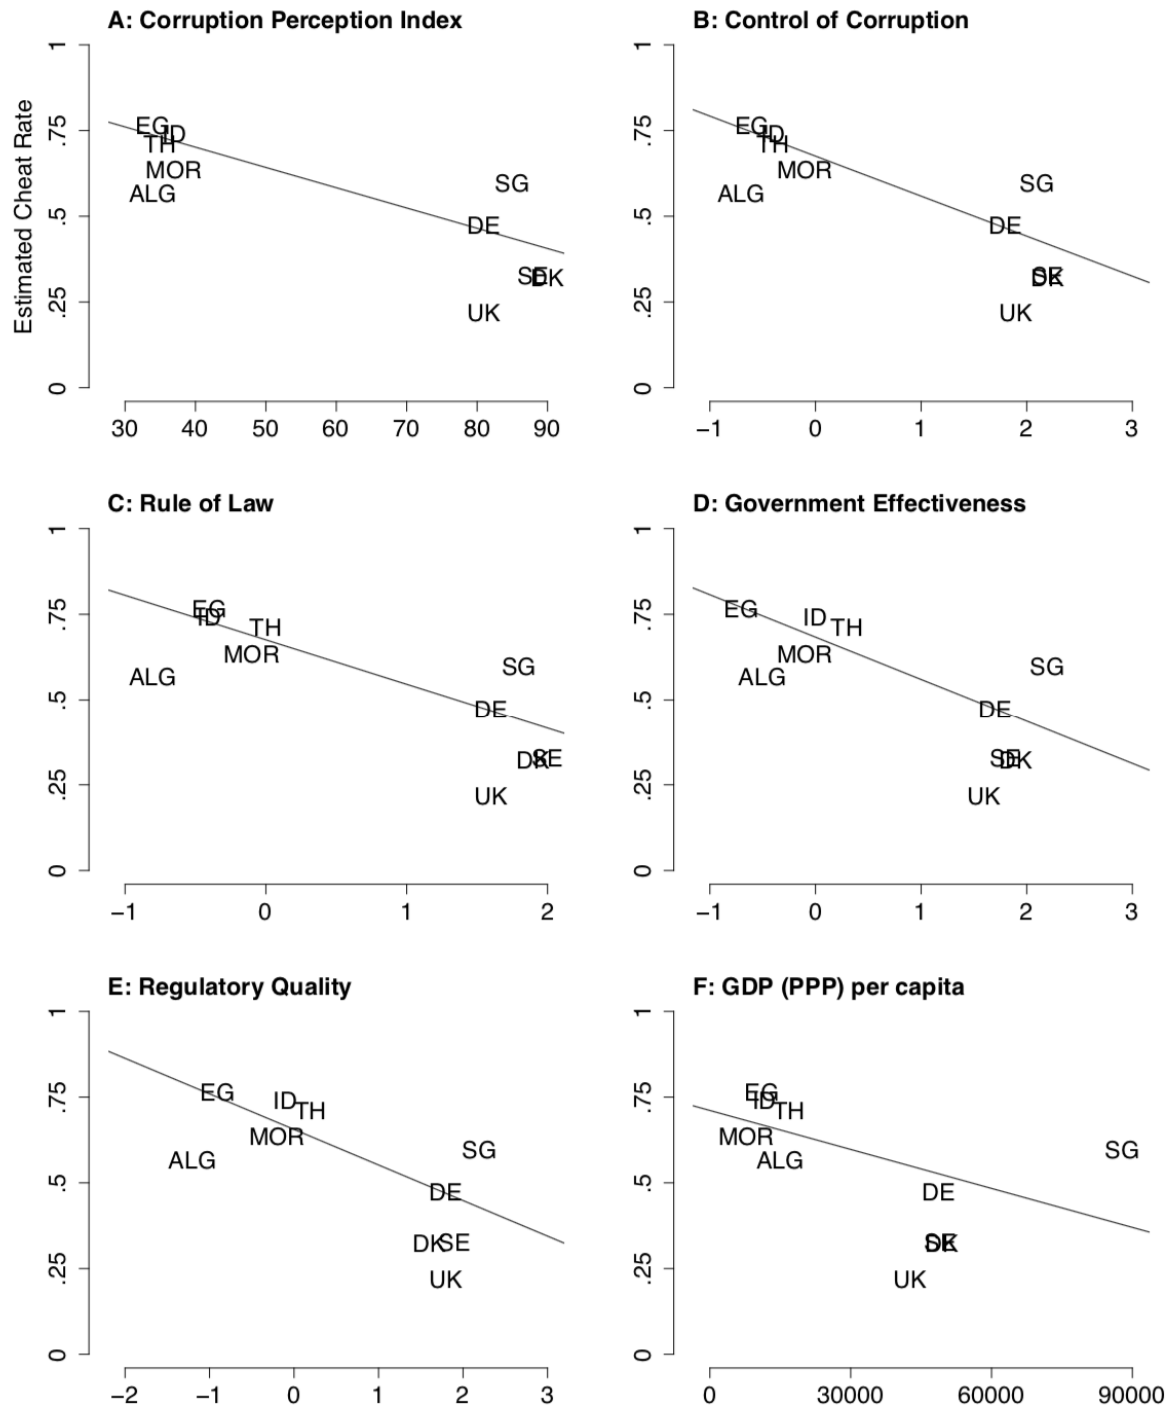 A: Corruption Perception Index
Estimated Cheat Rate
1
.75
.5
.25
0
EG
ID
TH
MOR
ALG
SG
DE
SE
DK
UK
30 40 50 60 70 80 90
B: Control of Corruption
1
.75
.5
.25
0
EG
ID
TH
MOR
ALG
SG
DE
SE
DK
UK
−1 0 1 2 3
C: Rule of Law
1
.75
.5
.25
0
EG
ID
TH
MOR
ALG
SG
DE
DK
SE
UK
−1 0 1 2
D: Government Effectiveness
1
.75
.5
.25
0
EG
ID
TH
MOR
ALG
SG
DE
SE
DK
UK
−1 0 1 2 3
E: Regulatory Quality
1
.75
.5
.25
0
EG
ID
TH
MOR
ALG
SG
DE
DK
SE
UK
−2 −1 0 1 2 3
F: GDP (PPP) per capita
1
.75
.5
.25
0
EG
ID
TH
MOR
ALG
SG
DE
SE
DK
UK
0 30000 60000 90000